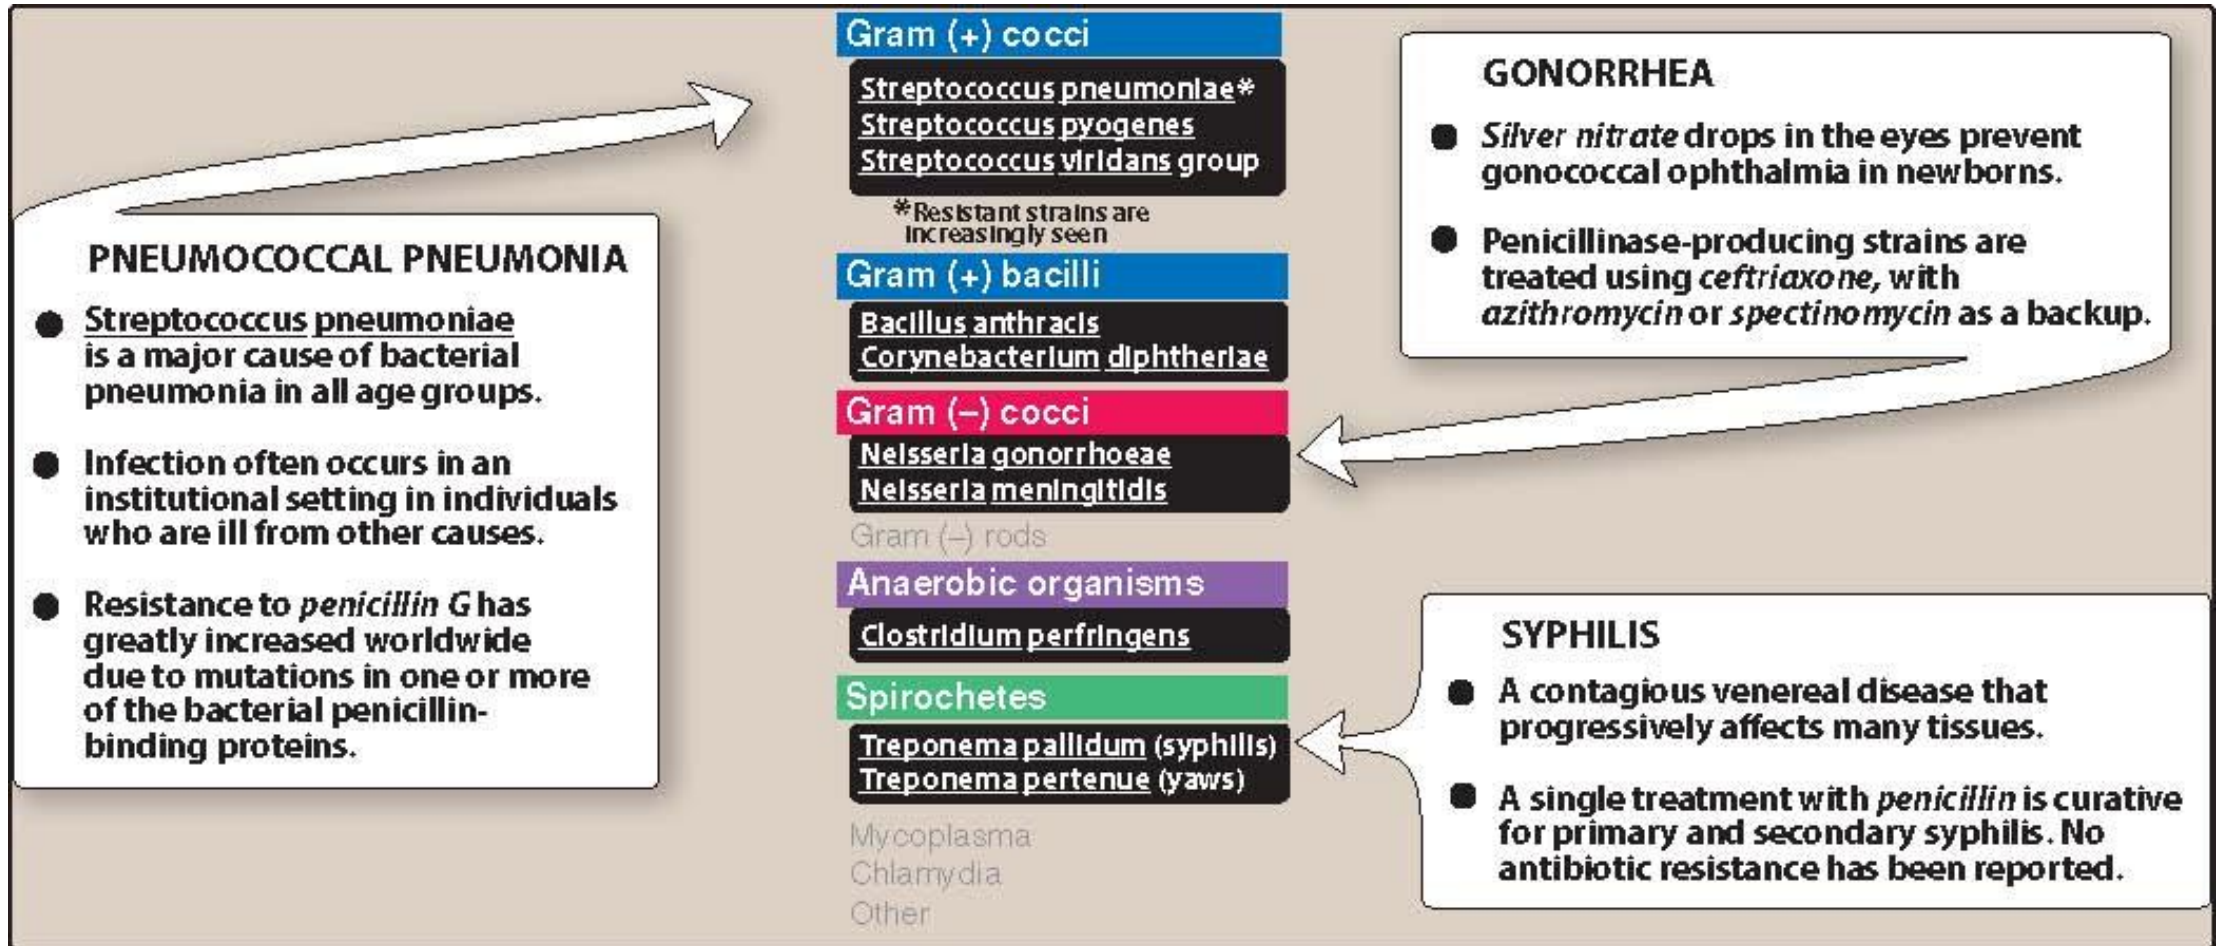 Gram (+) cocci
Streptococcus pneumoniae*
Streptococcus pyogenes
Streptococcus viridans group
*Resistant strains are
increasingly seen
Gram (+) bacilli
Bacillus anthracis
Corynebacterium diphtheriae
Gram (–) cocci
Neisseria gonorrhoeae
Neisseria meningitidis
Gram (–) rods
Anaerobic organisms
Clostridium perfringens
Spirochetes
Treponema pallidum (syphilis)
Treponema pertenue (yaws)
Mycoplasma
Chlamydia
Other
PNEUMOCOCCAL PNEUMONIA
● Streptococcus pneumoniae
is a major cause of bacterial
pneumonia in all age groups.
● Infection often occurs in an
institutional setting in individuals
who are ill from other causes.
● Resistance to penicillin G has
greatly increased worldwide
due to mutations in one or more
of the bacterial penicillin-
binding proteins.
GONORRHEA
● Silver nitrate drops in the eyes prevent
gonococcal ophthalmia in newborns.
● Penicillinase-producing strains are
treated using ceftriaxone, with
azithromycin or spectinomycin as a backup.
SYPHILIS
● A contagious venereal disease that
progressively affects many tissues.
● A single treatment with penicillin is curative
for primary and secondary syphilis. No
antibiotic resistance has been reported.